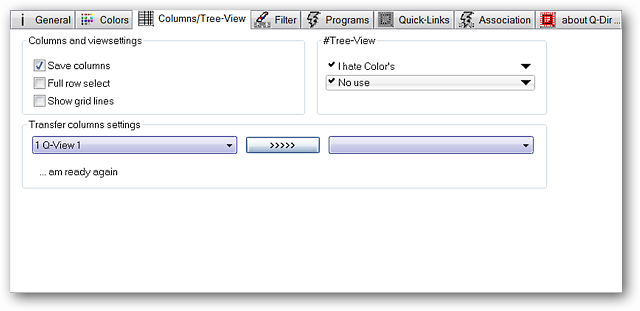 General Colors Columns/Tree-View Filter Programs Quick-Links Association about Q-Dir ...
Columns and viewsettings
Save columns
Full row select
Show grid lines
#Tree-View
I hate Color's
No use
Transfer columns settings
1 Q-View 1 >>>>>
... am ready again